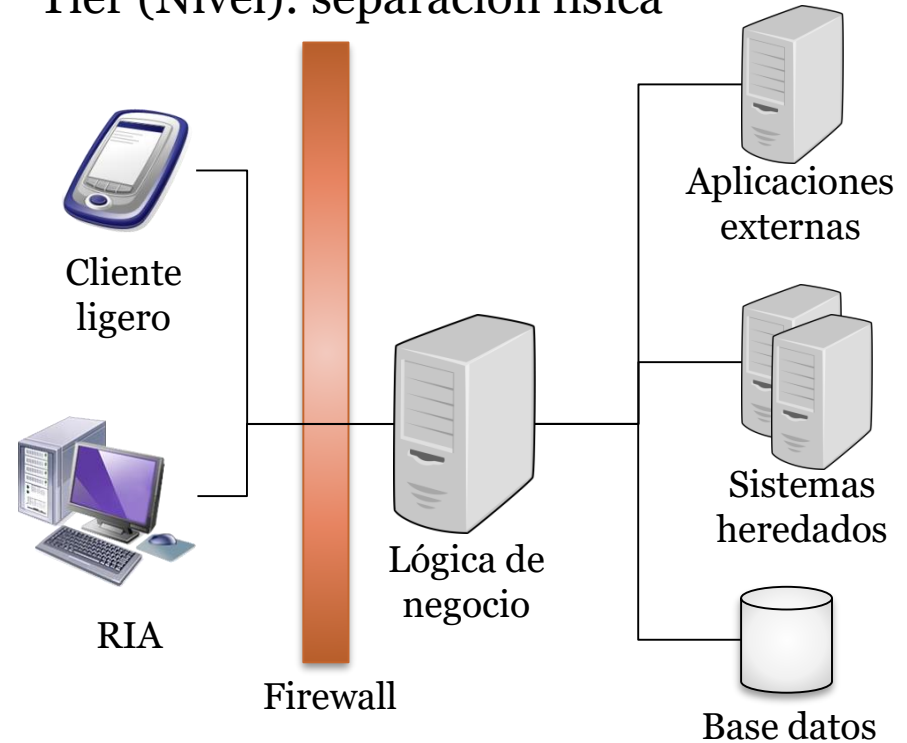 Tier (Nivel): separación física
Cliente
ligero
RIA
Firewall
Lógica de
negocio
Aplicaciones
externas
Sistemas
heredados
Base datos